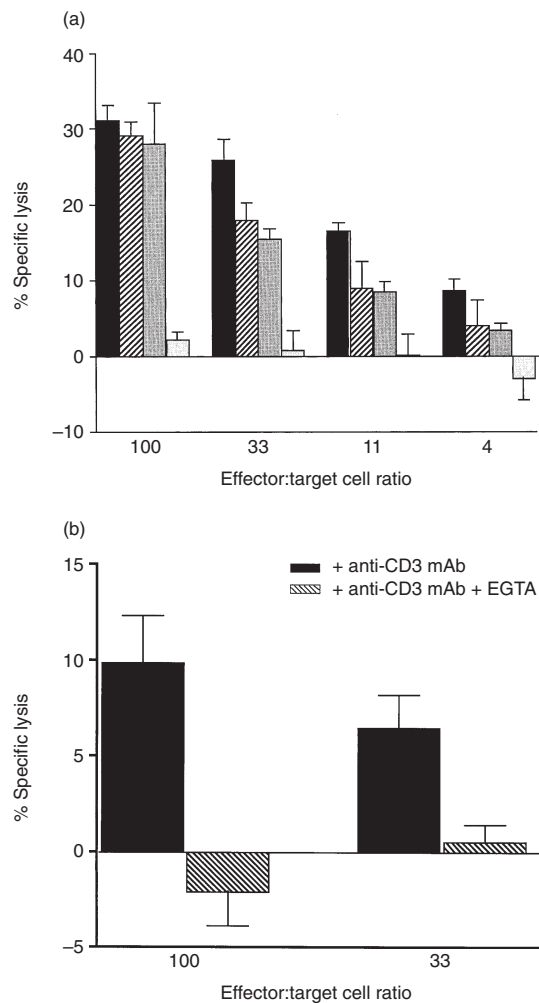 (a)
40
30
20
10
0
−10
% Specific lysis
100 33 11 4
Effector:target cell ratio
(b)
15
10
5
0
−5
% Specific lysis
+ anti-CD3 mAb
+ anti-CD3 mAb + EGTA
100 33
Effector:target cell ratio